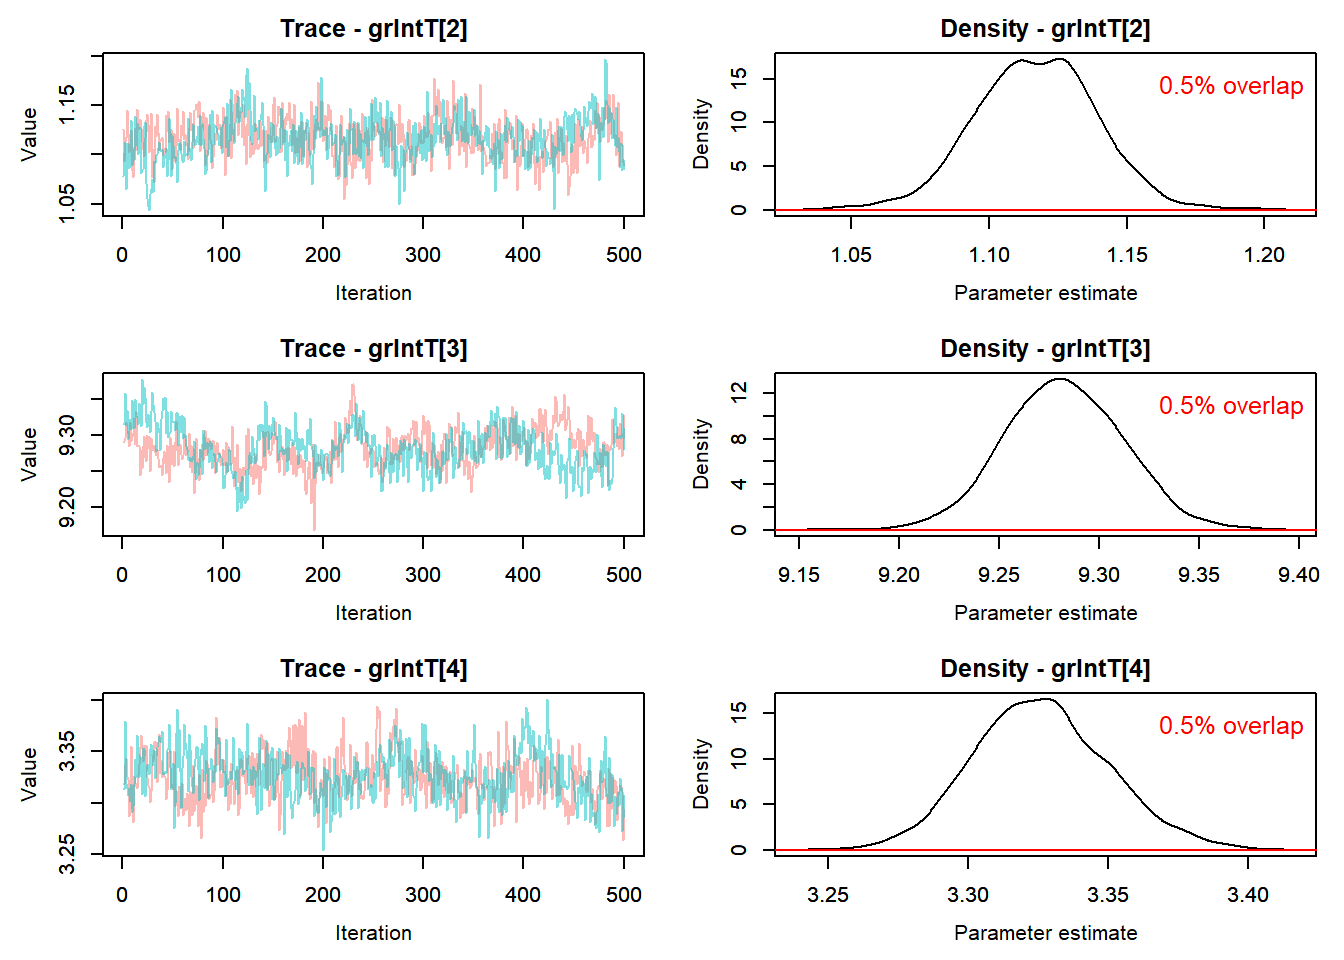 Trace - grIntT[2]
Value
1.05
1.15
0
100
200
300
400
500
Iteration
Density - grIntT[2]
0.5% overlap
Density
0
5
10
15
1.05
1.10
1.15
1.20
Parameter estimate
Trace - grIntT[3]
Value
9.20
9.30
0
100
200
300
400
500
Iteration
Density - grIntT[3]
0.5% overlap
Density
0
4
8
12
9.15
9.20
9.25
9.30
9.35
9.40
Parameter estimate
Trace - grIntT[4]
Value
3.25
3.35
0
100
200
300
400
500
Iteration
Density - grIntT[4]
0.5% overlap
Density
0
5
10
15
3.25
3.30
3.35
3.40
Parameter estimate